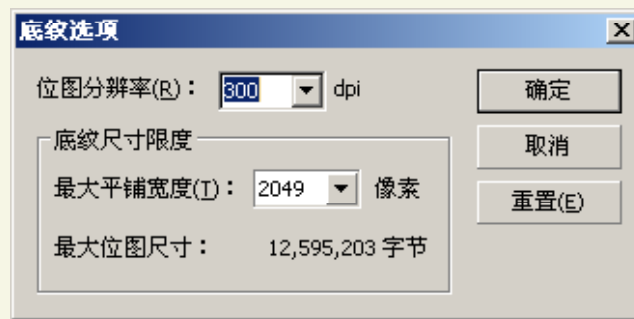 底纹选项
位图分辨率(R)： 300 dpi
确定
底纹尺寸限度
取消
最大平铺宽度(T)： 2049 像素
重置(E)
最大位图尺寸： 12,595,203 字节